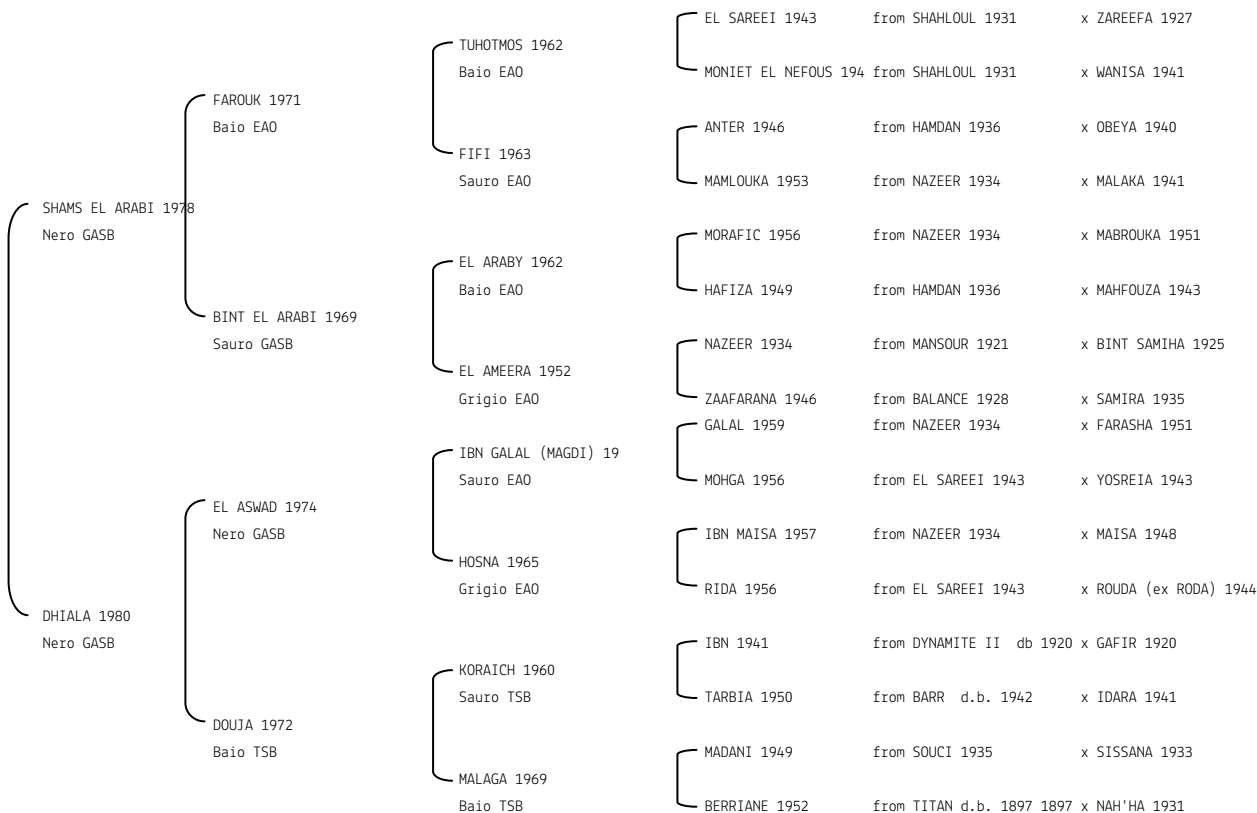 EL SAREEI 1943 from SHAHLOUL 1931 x ZAREEFA 1927
TUHOTMOS 1962
Baio EAO
MONIET EL NEFOUS 194 from SHAHLOUL 1931 x WANISA 1941
FAROUK 1971
Baio EAO
ANTER 1946 from HAMDAN 1936 x OBEYA 1940
FIFI 1963
Sauro EAO
MAMLOUKA 1953 from NAZEER 1934 x MALAKA 1941
SHAMS EL ARABI 1978
Nero GASB
MORAFIC 1956 from NAZEER 1934 x MABROUKA 1951
EL ARABY 1962
Baio EAO
HAFIZA 1949 from HAMDAN 1936 x MAHFOUZA 1943
BINT EL ARABI 1969
Sauro GASB
NAZEER 1934 from MANSOUR 1921 x BINT SAMIHA 1925
EL AMEERA 1952
Grigio EAO
ZAAFARANA 1946 from BALANCE 1928 x SAMIRA 1935
GALAL 1959 from NAZEER 1934 x FARASHA 1951
IBN GALAL (MAGDI) 19
Sauro EAO
MOHGA 1956 from EL SAREEI 1943 x YOSREIA 1943
EL ASWAD 1974
Nero GASB
IBN MAISA 1957 from NAZEER 1934 x MAISA 1948
HOSNA 1965
Grigio EAO
RIDA 1956 from EL SAREEI 1943 x ROUDA (ex RODA) 1944
DHIALA 1980
Nero GASB
IBN 1941 from DYNAMITE II db 1920 x GAFIR 1920
KORAICH 1960
Sauro TSB
TARBIA 1950 from BARR d.b. 1942 x IDARA 1941
DOUJA 1972
Baio TSB
MADANI 1949 from SOUCI 1935 x SISSANA 1933
MALAGA 1969
Baio TSB
BERRIANE 1952 from TITAN d.b. 1897 1897 x NAH'HA 1931